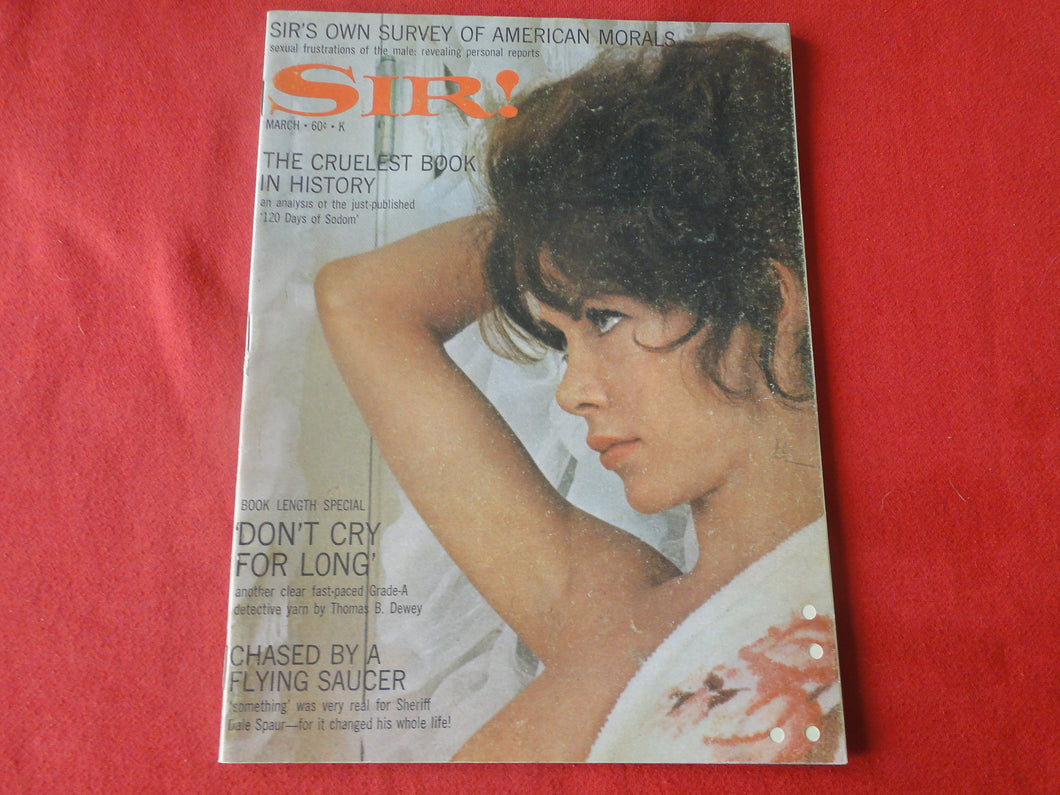 SIR'S OWN SURVEY OF AMERICAN MORALS
sexual frustrations of the male: revealing personal reports
SIR!
MARCH • 60¢ • K
THE CRUELEST BOOK
IN HISTORY
an analysis of the just-published
'120 Days of Sodom'
BOOK LENGTH SPECIAL
'DON'T CRY
FOR LONG'
another clear fast-paced Grade-A
detective yarn by Thomas B. Dewey
CHASED BY A
FLYING SAUCER
'something' was very real for Sheriff
Dale Spaur—for it changed his whole life!